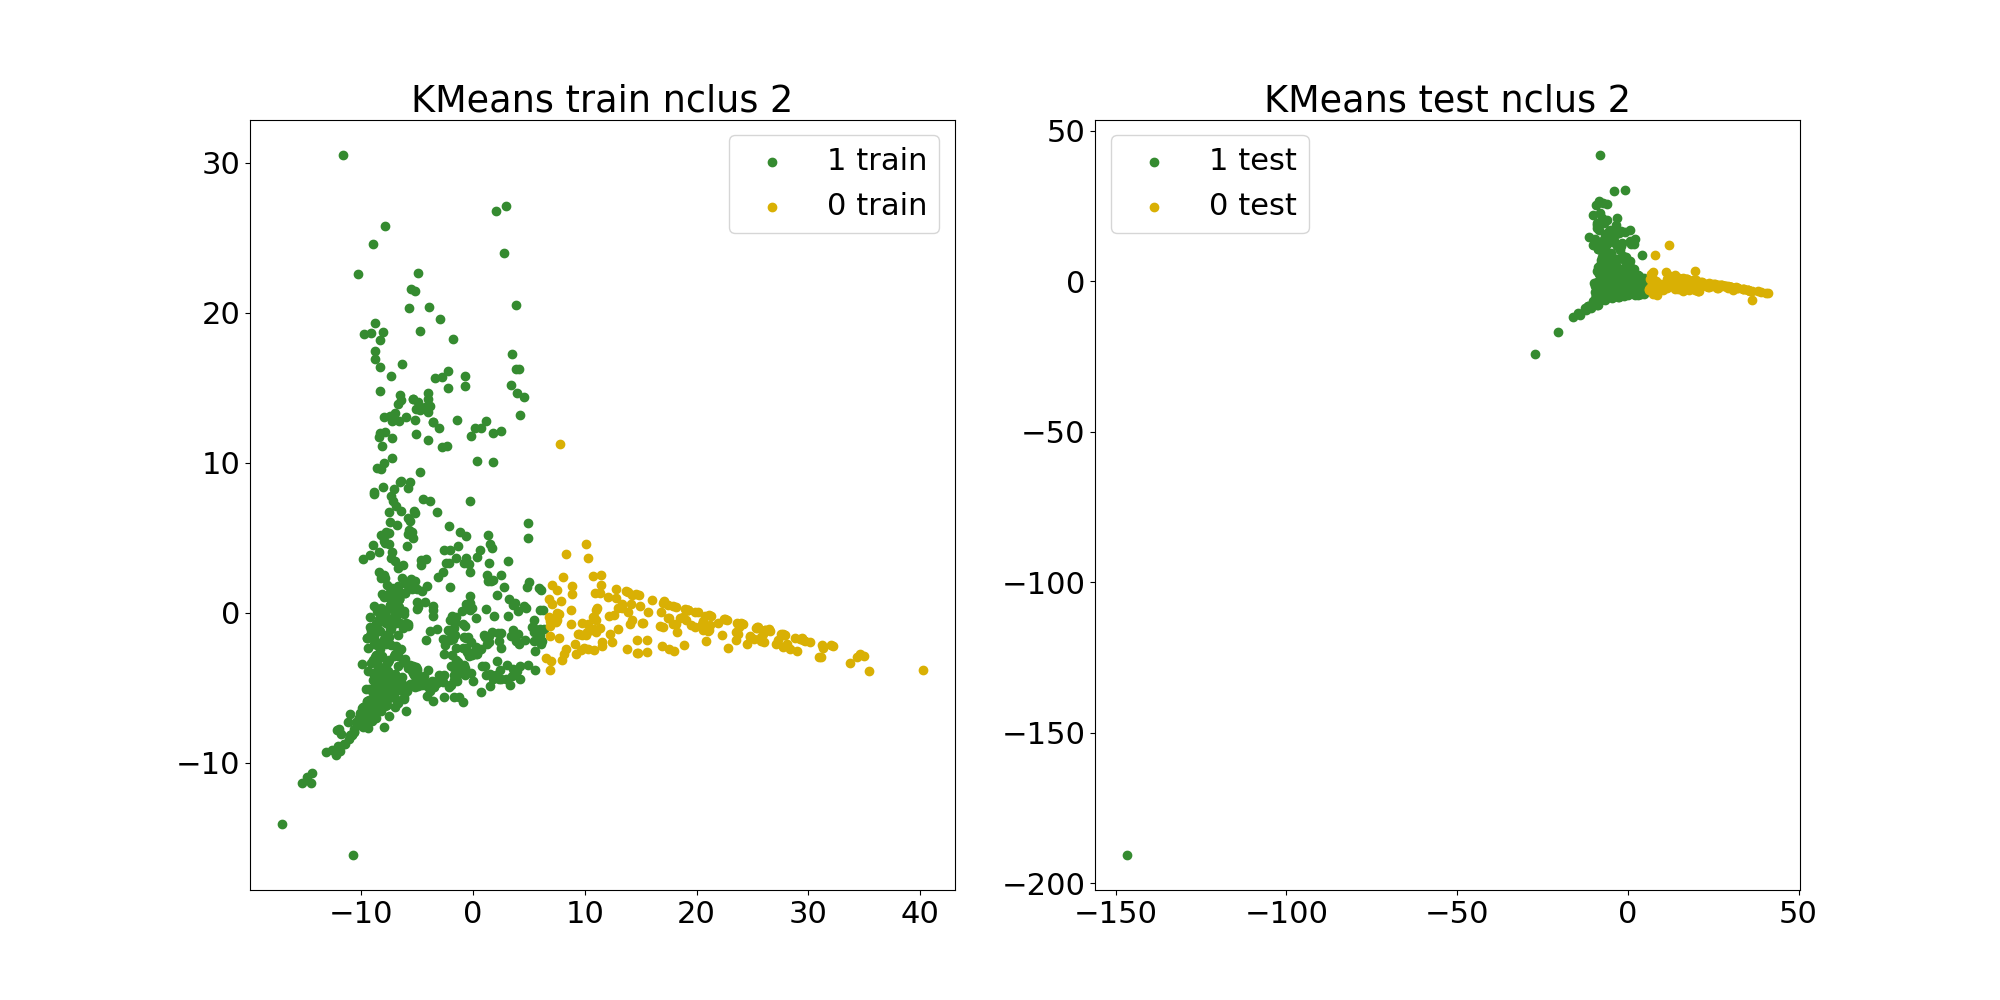 KMeans train nclus 2
1 train
0 train
30
20
10
0
−10
−10 0 10 20 30 40
KMeans test nclus 2
1 test
0 test
50
0
−50
−100
−150
−200
−150 −100 −50 0 50